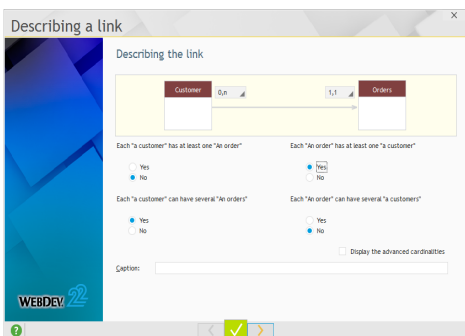 Describing a link
Describing the link
Customer 0,n 1,1 Orders
Each "a customer" has at least one "An order" Each "An order" has at least one "a customer"
Yes Yes
No No
Each "a customer" can have several "An orders" Each "An order" can have several "a customers"
Yes Yes
No No
Display the advanced cardinalities
Caption:
WEBDEV 22
?